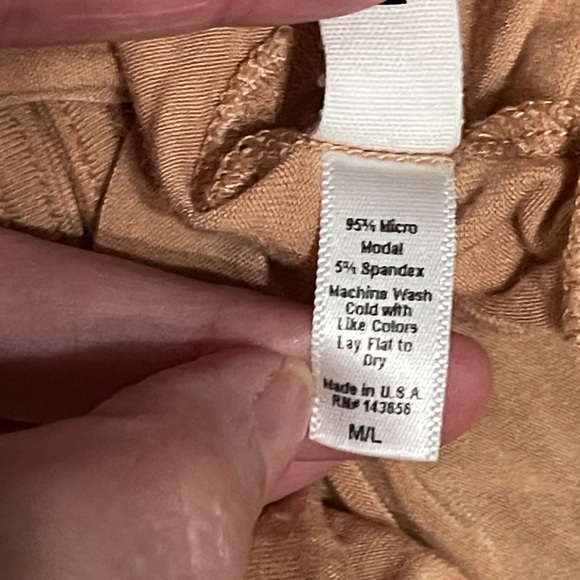 95% Micro
Modal
5% Spandex
Machine Wash
Cold with
Like Colors
Lay Flat to
Dry
Made in U.S.A.
RN# 143656
M/L